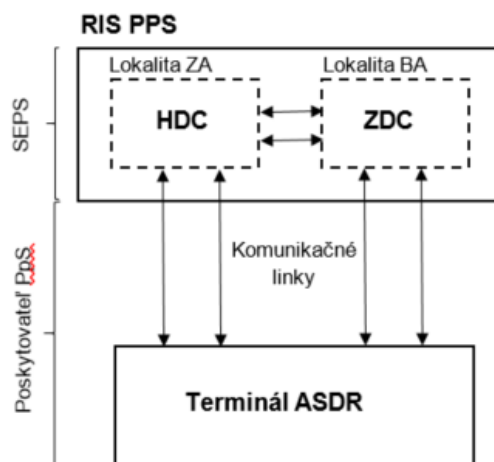 RIS PPS
Lokalita ZA
Lokalita BA
HDC
ZDC
SEPS
Komunikačné
linky
Poskytovateľ PpS
Terminál ASDR